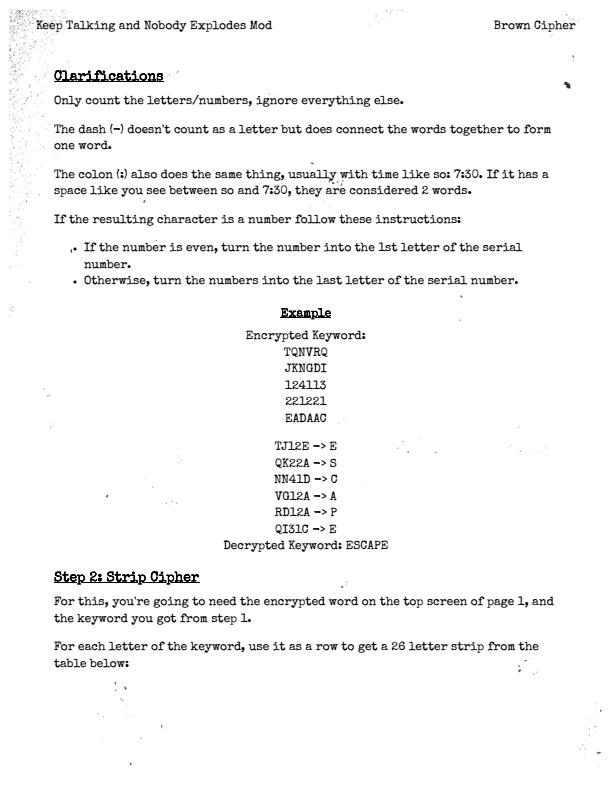 Keep Talking and Nobody Explodes Mod Brown Cipher
Clarifications
Only count the letters/numbers, ignore everything else.
The dash (-) doesn't count as a letter but does connect the words together to form
one word.
The colon (:) also does the same thing, usually with time like so: 7:30. If it has a
space like you see between so and 7:30, they are considered 2 words.
If the resulting character is a number follow these instructions:
• If the number is even, turn the number into the 1st letter of the serial
number.
• Otherwise, turn the numbers into the last letter of the serial number.
Example
Encrypted Keyword:
TQNVRQ
JKNGDI
124113
221221
EADAAC
TJ12E -> E
QK22A -> S
NN41D -> C
VG12A -> A
RD12A -> P
QI31C -> E
Decrypted Keyword: ESCAPE
Step 2: Strip Cipher
For this, you're going to need the encrypted word on the top screen of page 1, and
the keyword you got from step 1.
For each letter of the keyword, use it as a row to get a 26 letter strip from the
table below: